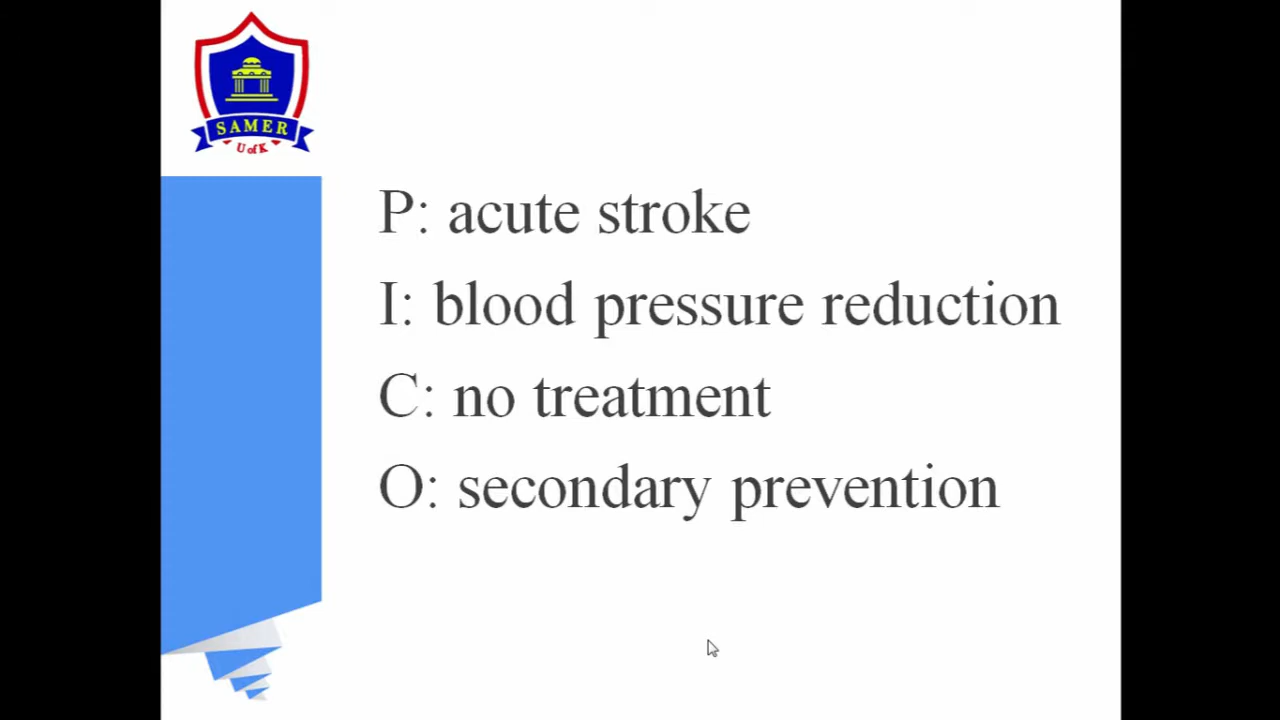 SAMER
U of K
P: acute stroke
I: blood pressure reduction
C: no treatment
O: secondary prevention